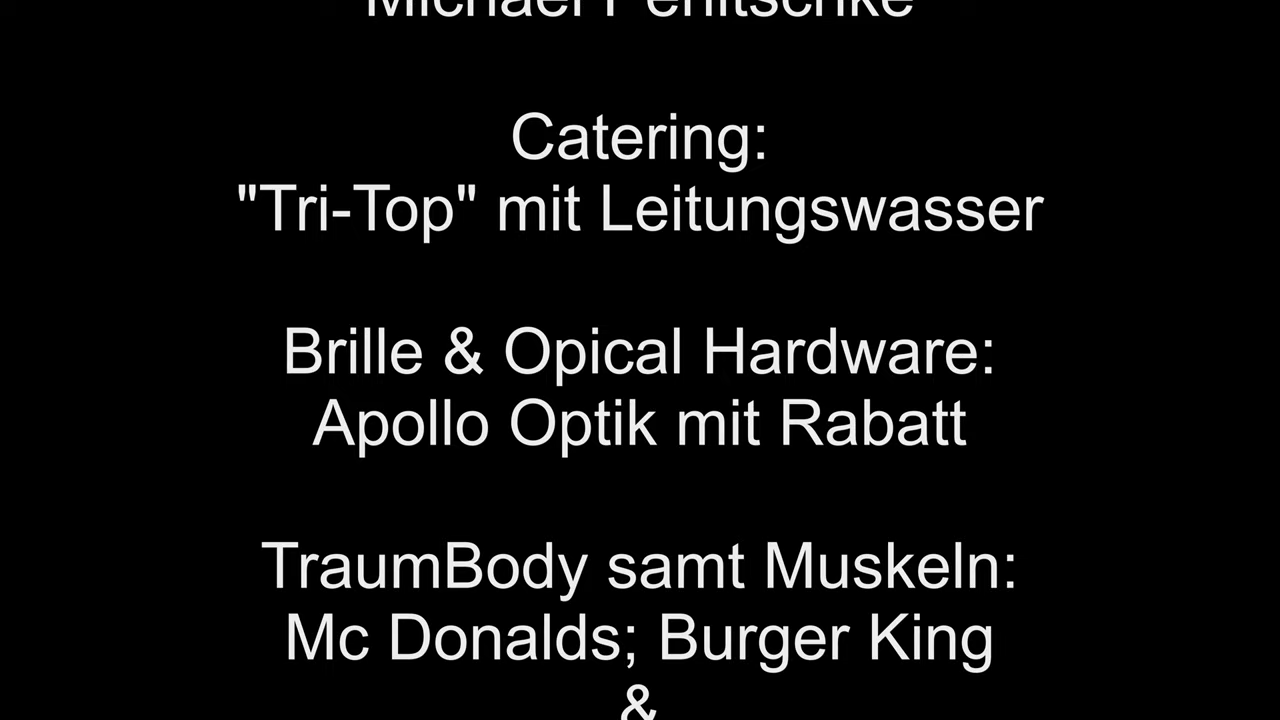 Michael
Catering:
"Tri-Top" mit Leitungswasser
Brille & Opical Hardware:
Apollo Optik mit Rabatt
TraumBody samt Muskeln:
Mc Donalds; Burger King
&